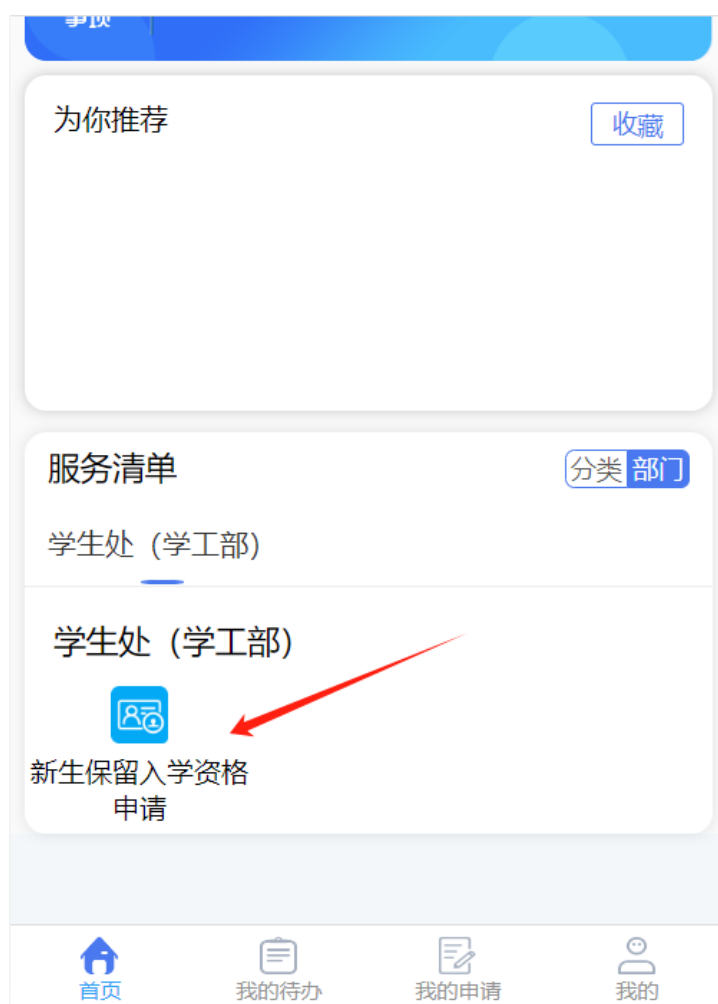 事项
为你推荐
收藏
服务清单
分类 部门
学生处（学工部）
学生处（学工部）
新生保留入学资格
申请
首页
我的待办
我的申请
我的